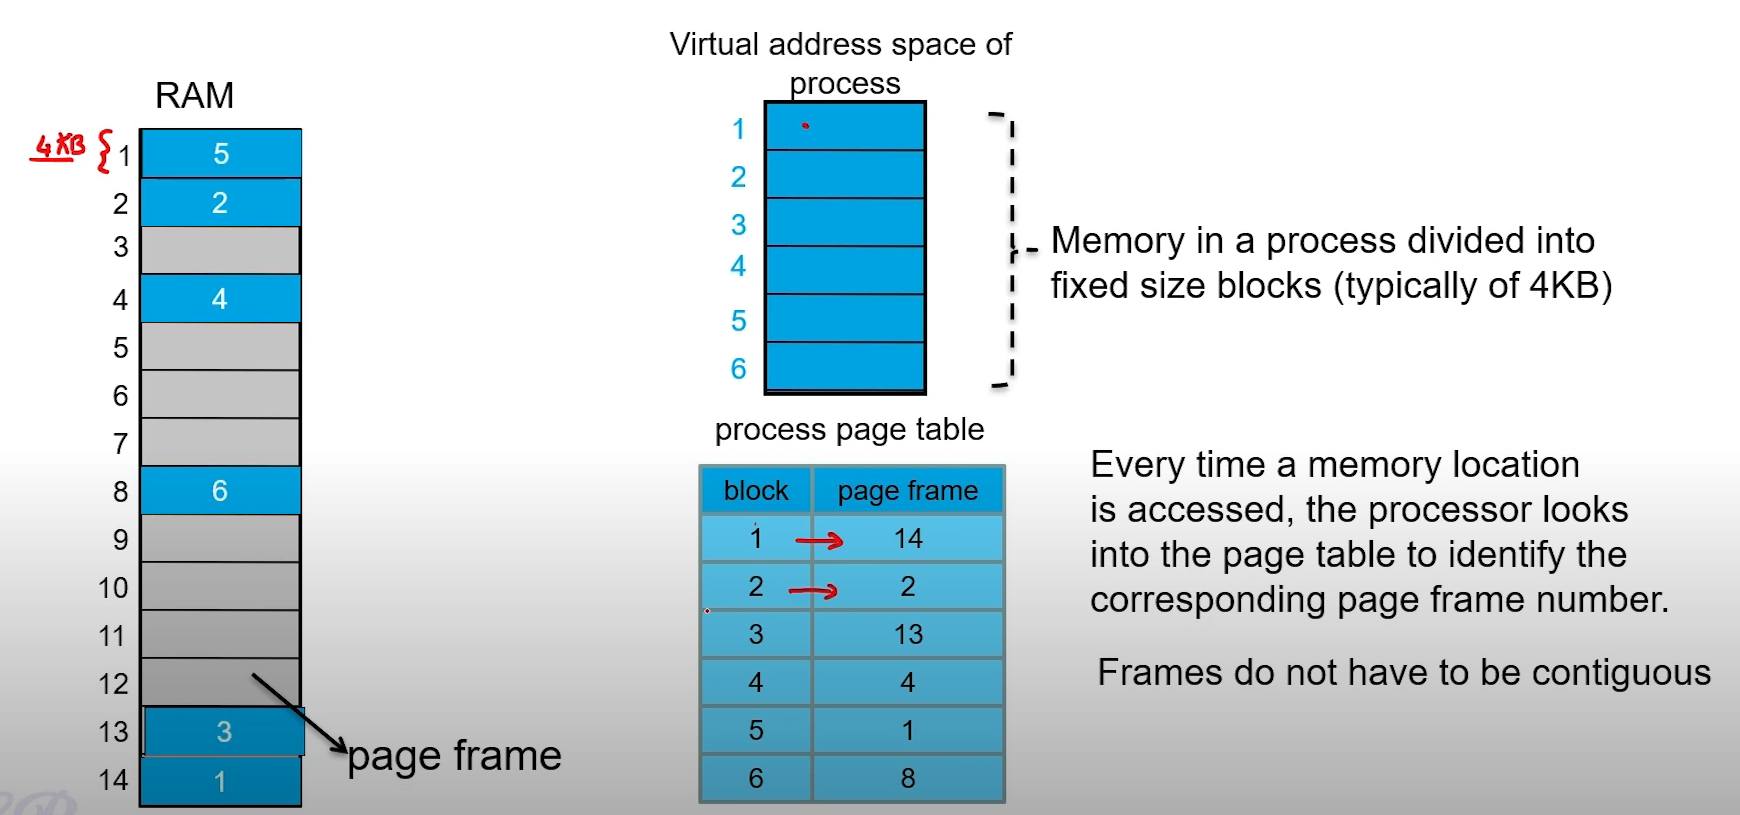 RAM
4KB
1 5
2 2
3
4 4
5
6
7
8 6
9
10
11
12
13 3
14 1
page frame
Virtual address space of
process
1
2
3
4
5
6
Memory in a process divided into
fixed size blocks (typically of 4KB)
process page table
block page frame
1 14
2 2
3 13
4 4
5 1
6 8
Every time a memory location
is accessed, the processor looks
into the page table to identify the
corresponding page frame number.
Frames do not have to be contiguous